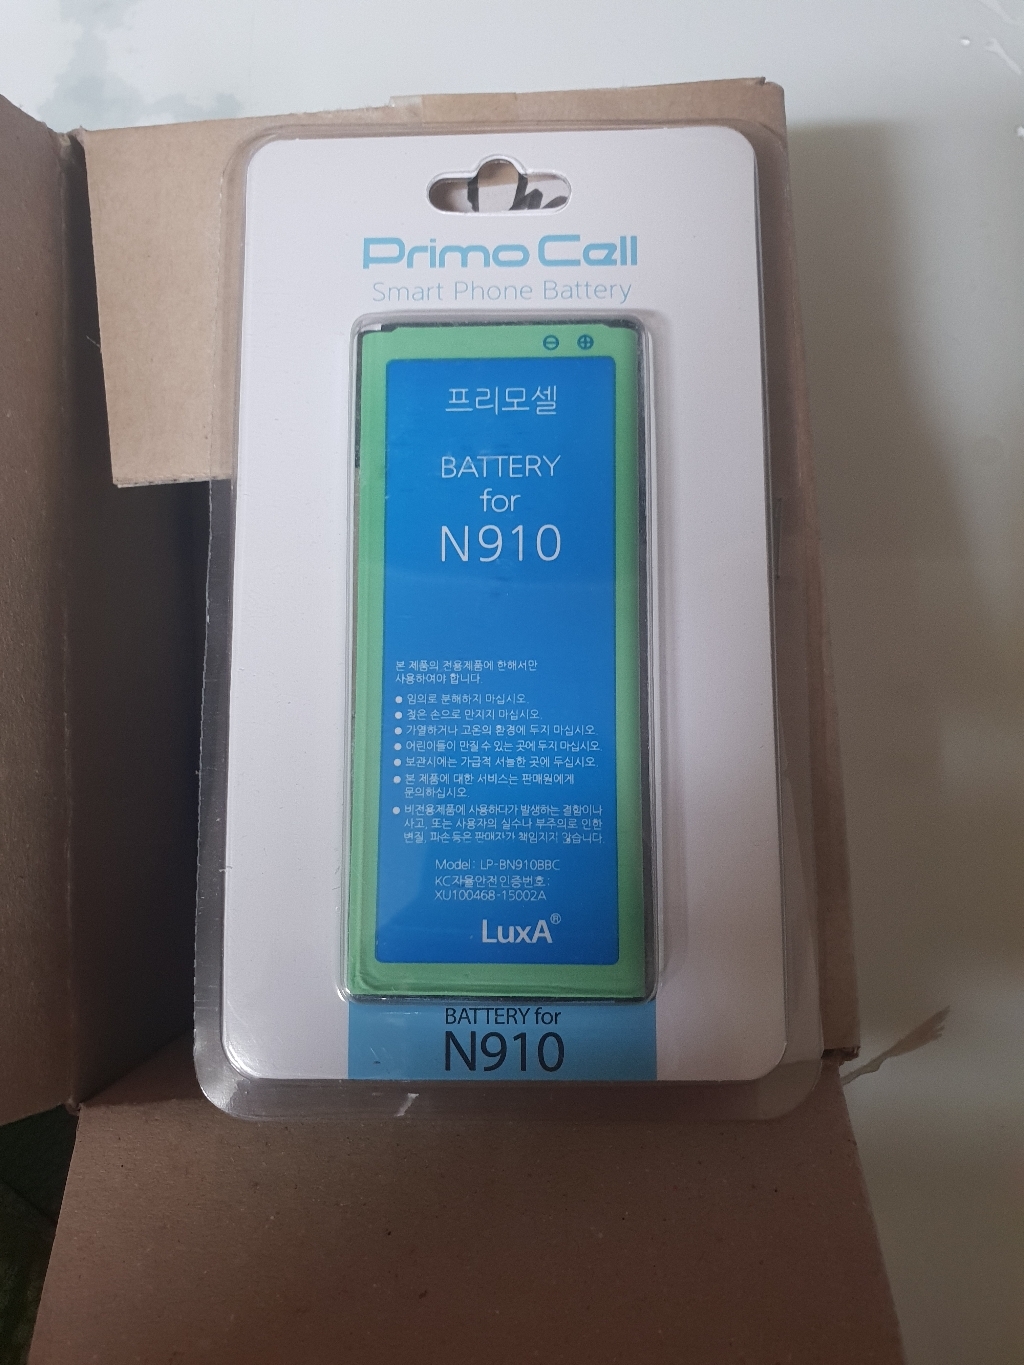 Primo Cell
Smart Phone Battery
⊖ ⊕
프리모셀
BATTERY
for
N910
본 제품의 전용제품에 한해서만
사용하여야 합니다.
● 임의로 분해하지 마십시오.
● 젖은 손으로 만지지 마십시오.
● 가열하거나 고온의 환경에 두지 마십시오.
● 어린이들이 만질 수 있는 곳에 두지 마십시오.
● 보관시에는 가급적 서늘한 곳에 두십시오.
● 본 제품에 대한 서비스는 판매원에게
문의하십시오.
● 비전용제품에 사용하다가 발생하는 결함이나
사고, 또는 사용자의 실수나 부주의로 인한
변질, 파손 등은 판매자가 책임지지 않습니다.
Model : LP-BN910BBC
KC자율안전인증번호 :
XU100468-15002A
LuxA®
BATTERY for
N910